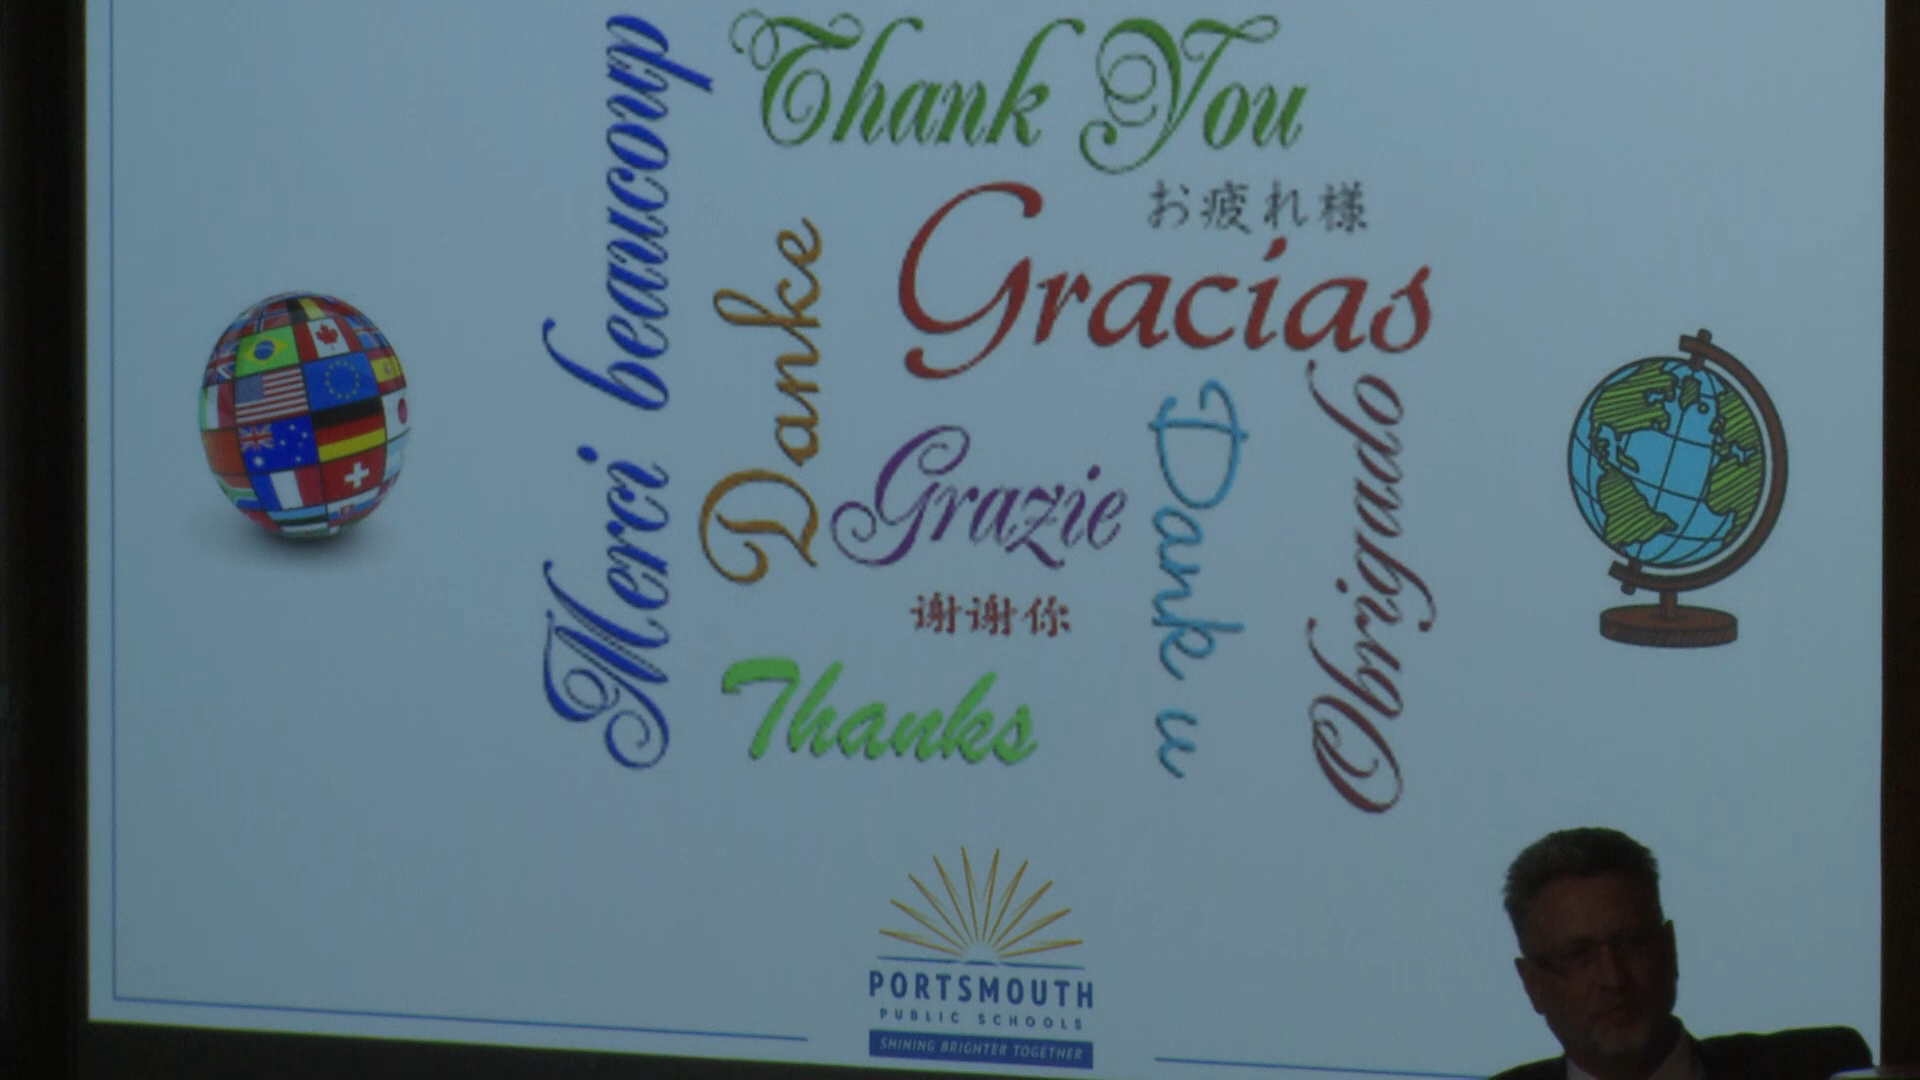 Thank You
Merci beaucoup
お疲れ様
Danke
Gracias
Grazie
Dank u
Obrigado
谢谢你
Thanks
PORTSMOUTH
PUBLIC SCHOOLS
SHINING BRIGHTER TOGETHER